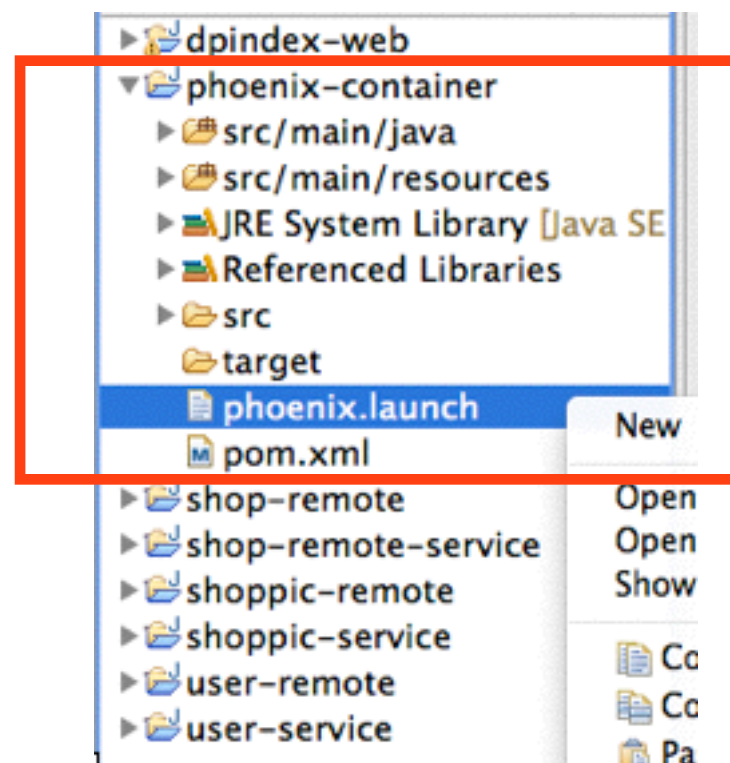 dpindex-web
phoenix-container
src/main/java
src/main/resources
JRE System Library [Java SE
Referenced Libraries
src
target
phoenix.launch
New
pom.xml
shop-remote
Open
shop-remote-service
Open
shoppic-remote
Show
shoppic-service
Co
user-remote
Co
user-service
Pa